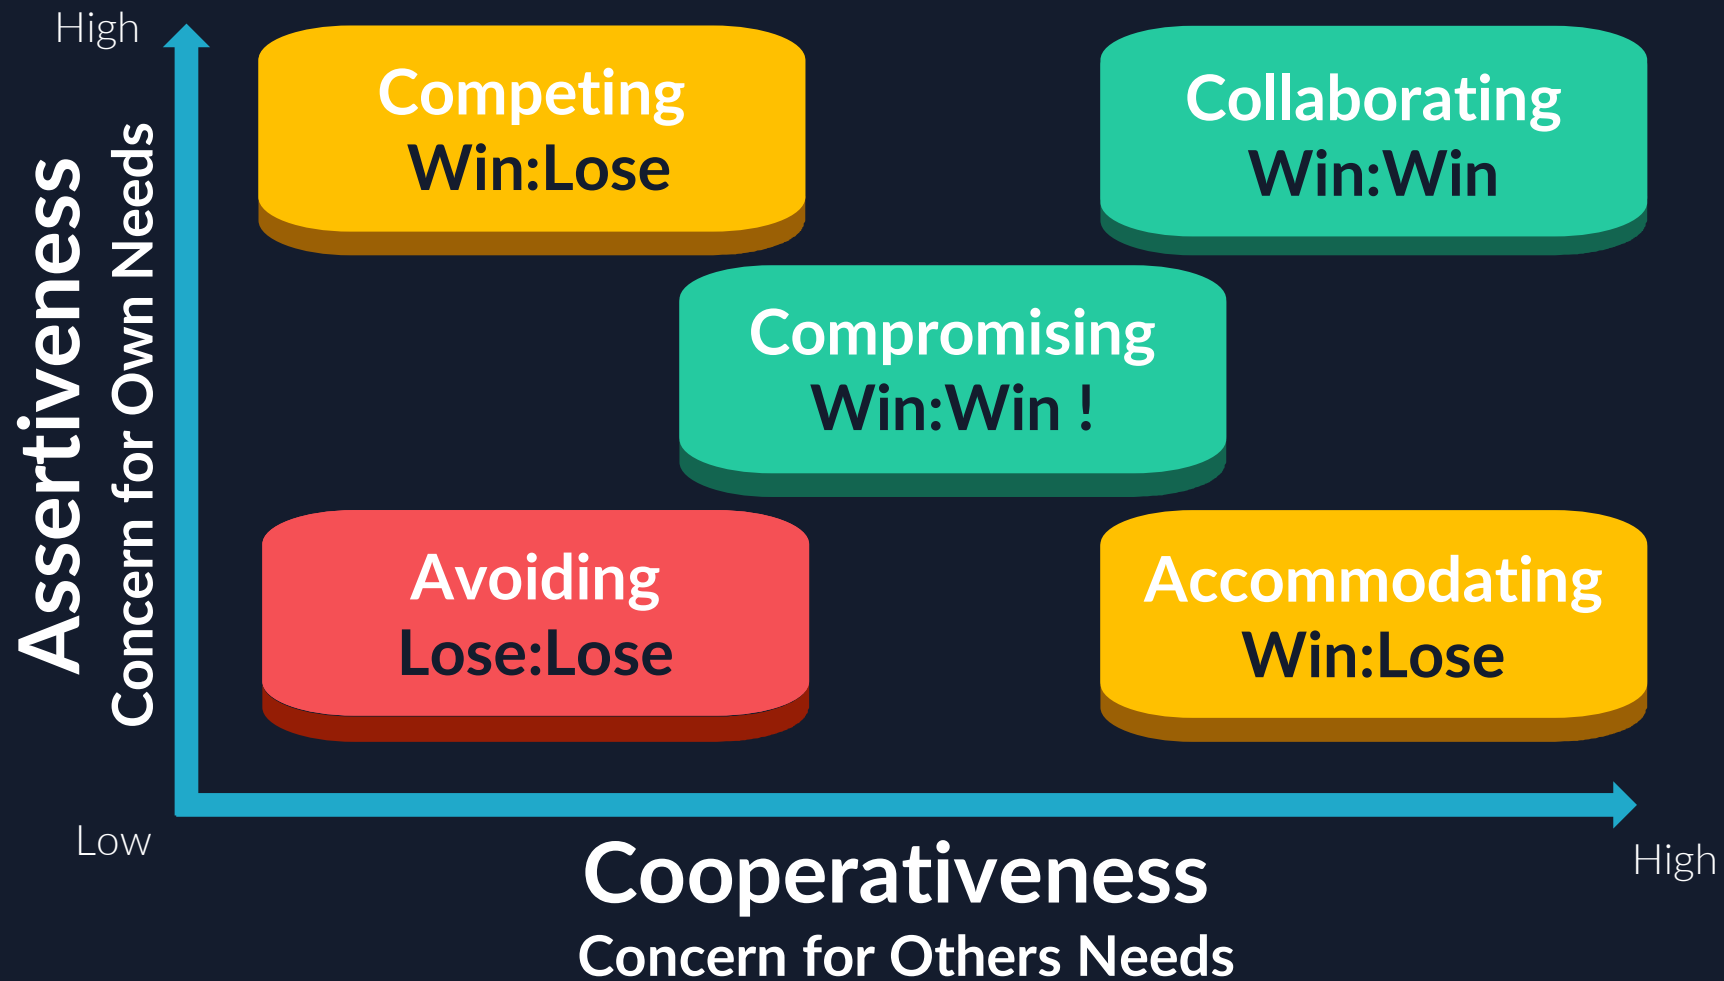 High
Assertiveness
Concern for Own Needs
Competing
Win:Lose
Collaborating
Win:Win
Compromising
Win:Win !
Avoiding
Lose:Lose
Accommodating
Win:Lose
Low
Cooperativeness
High
Concern for Others Needs